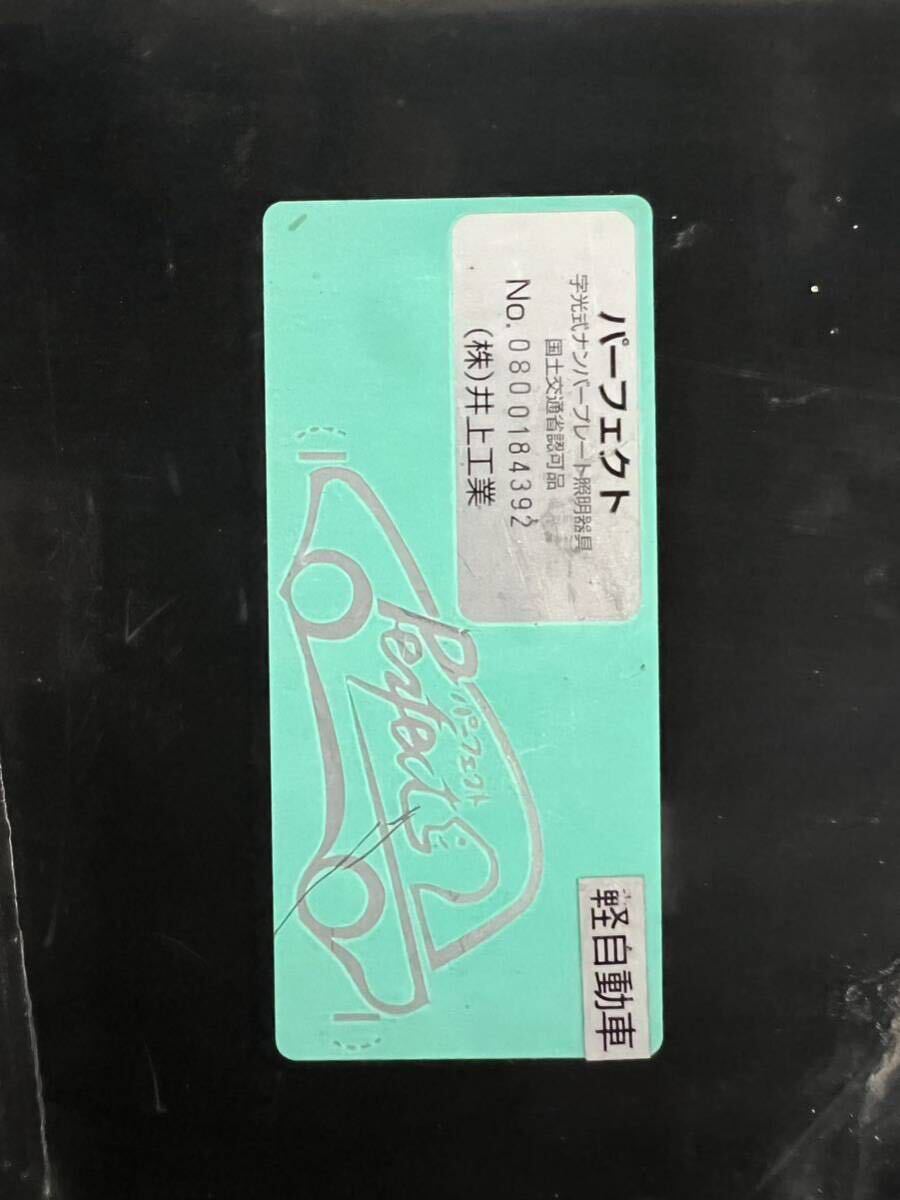 パーフェクト
字光式ナンバープレート照明器具
国土交通省認可品
No.0800184392
(株)井上工業
Perfect
パーフェクト
軽自動車